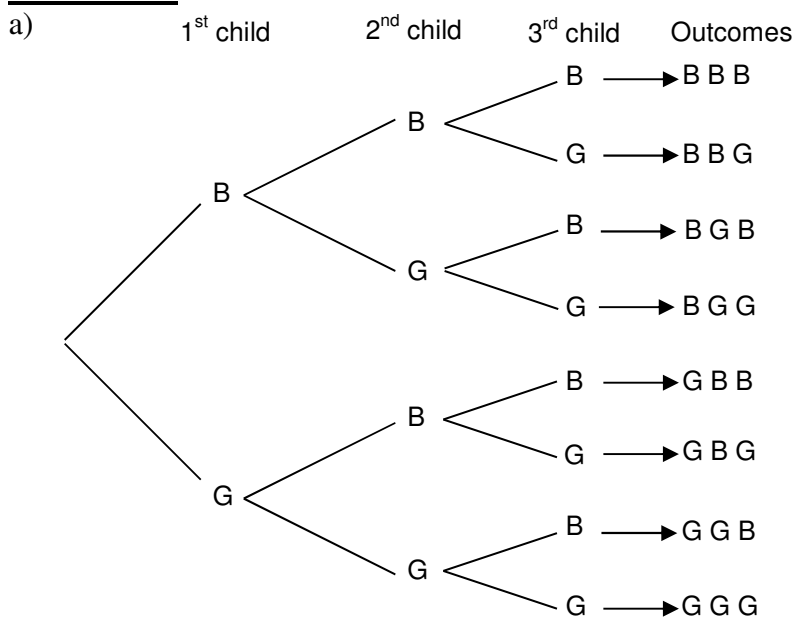 a) 1st child 2nd child 3rd child Outcomes
B B B B
B
G B B G
B
B B G B
G
G B G G
B G B B
B
G G B G
G
B G G B
G
G G G G